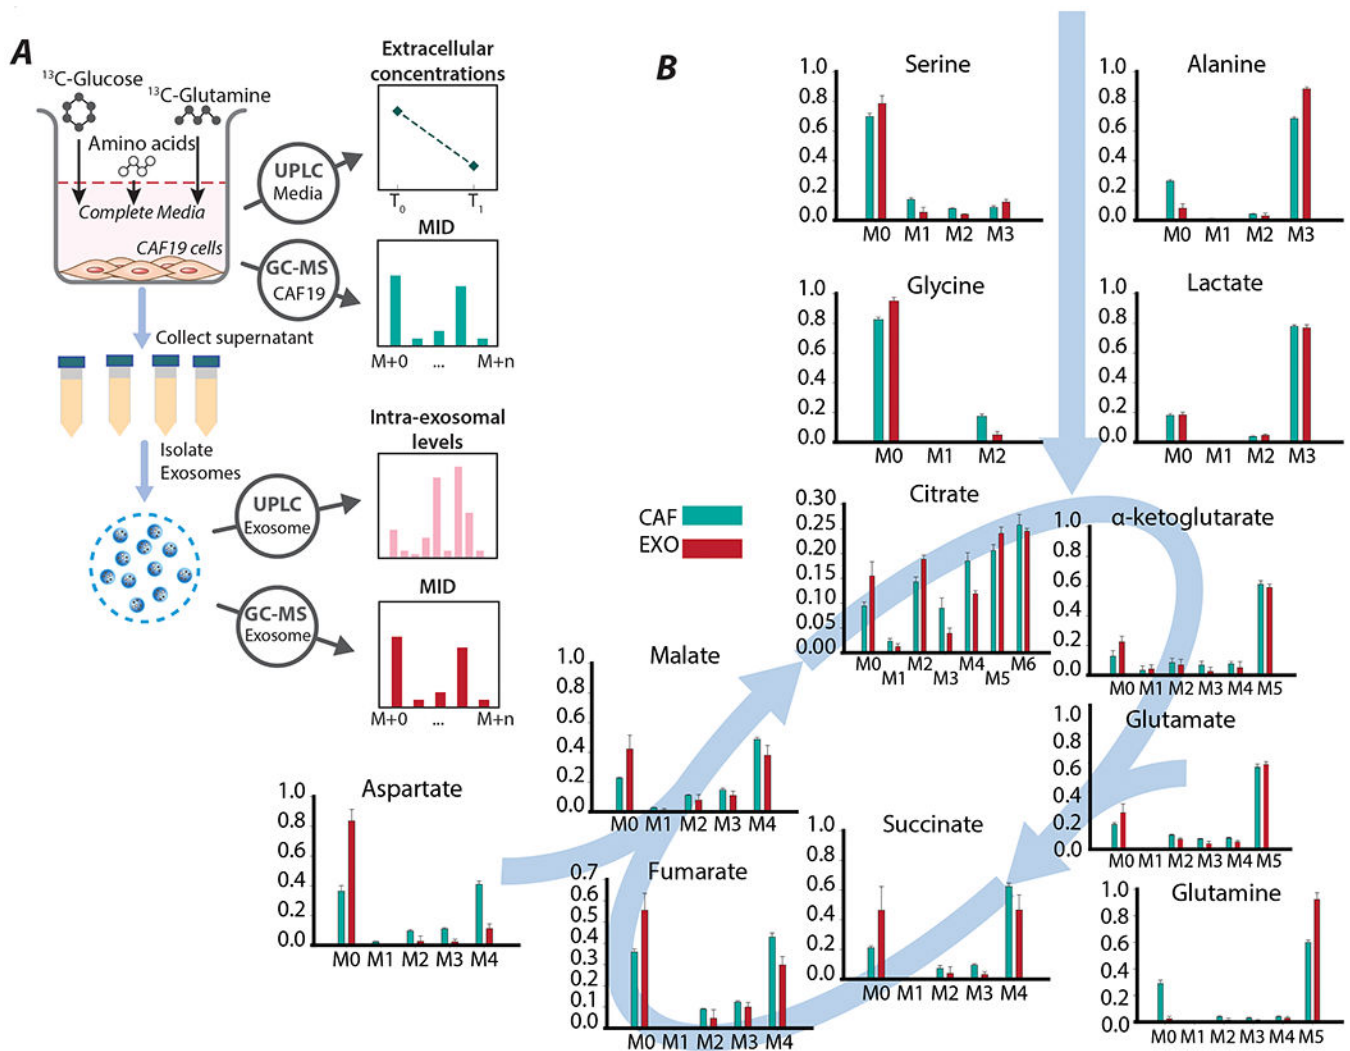 A
¹³C-Glucose
¹³C-Glutamine
Amino acids
Complete Media
CAF19 cells
UPLC
Media
GC-MS
CAF19
Extracellular
concentrations
T₀ T₁
MID
M+0 ... M+n
Collect supernatant
Isolate
Exosomes
UPLC
Exosome
GC-MS
Exosome
Intra-exosomal
levels
MID
M+0 ... M+n
B
Serine
1.0
0.8
0.6
0.4
0.2
0.0
M0 M1 M2 M3
Alanine
1.0
0.8
0.6
0.4
0.2
0.0
M0 M1 M2 M3
Glycine
1.0
0.8
0.6
0.4
0.2
0.0
M0 M1 M2
Lactate
1.0
0.8
0.6
0.4
0.2
0.0
M0 M1 M2 M3
CAF
EXO
Citrate
0.30
0.25
0.20
0.15
0.10
0.05
0.00
M0 M1 M2 M3 M4 M5 M6
α-ketoglutarate
1.0
0.8
0.6
0.4
0.2
0.0
M0 M1 M2 M3 M4 M5
Malate
1.0
0.8
0.6
0.4
0.2
0.0
M0 M1 M2 M3 M4
Glutamate
1.0
0.8
0.6
0.4
0.2
0.0
M0 M1 M2 M3 M4 M5
Aspartate
1.0
0.8
0.6
0.4
0.2
0.0
M0 M1 M2 M3 M4
Fumarate
0.7
0.6
0.5
0.4
0.3
0.2
0.1
0.0
M0 M1 M2 M3 M4
Succinate
1.0
0.8
0.6
0.4
0.2
0.0
M0 M1 M2 M3 M4
Glutamine
1.0
0.8
0.6
0.4
0.2
0.0
M0 M1 M2 M3 M4 M5